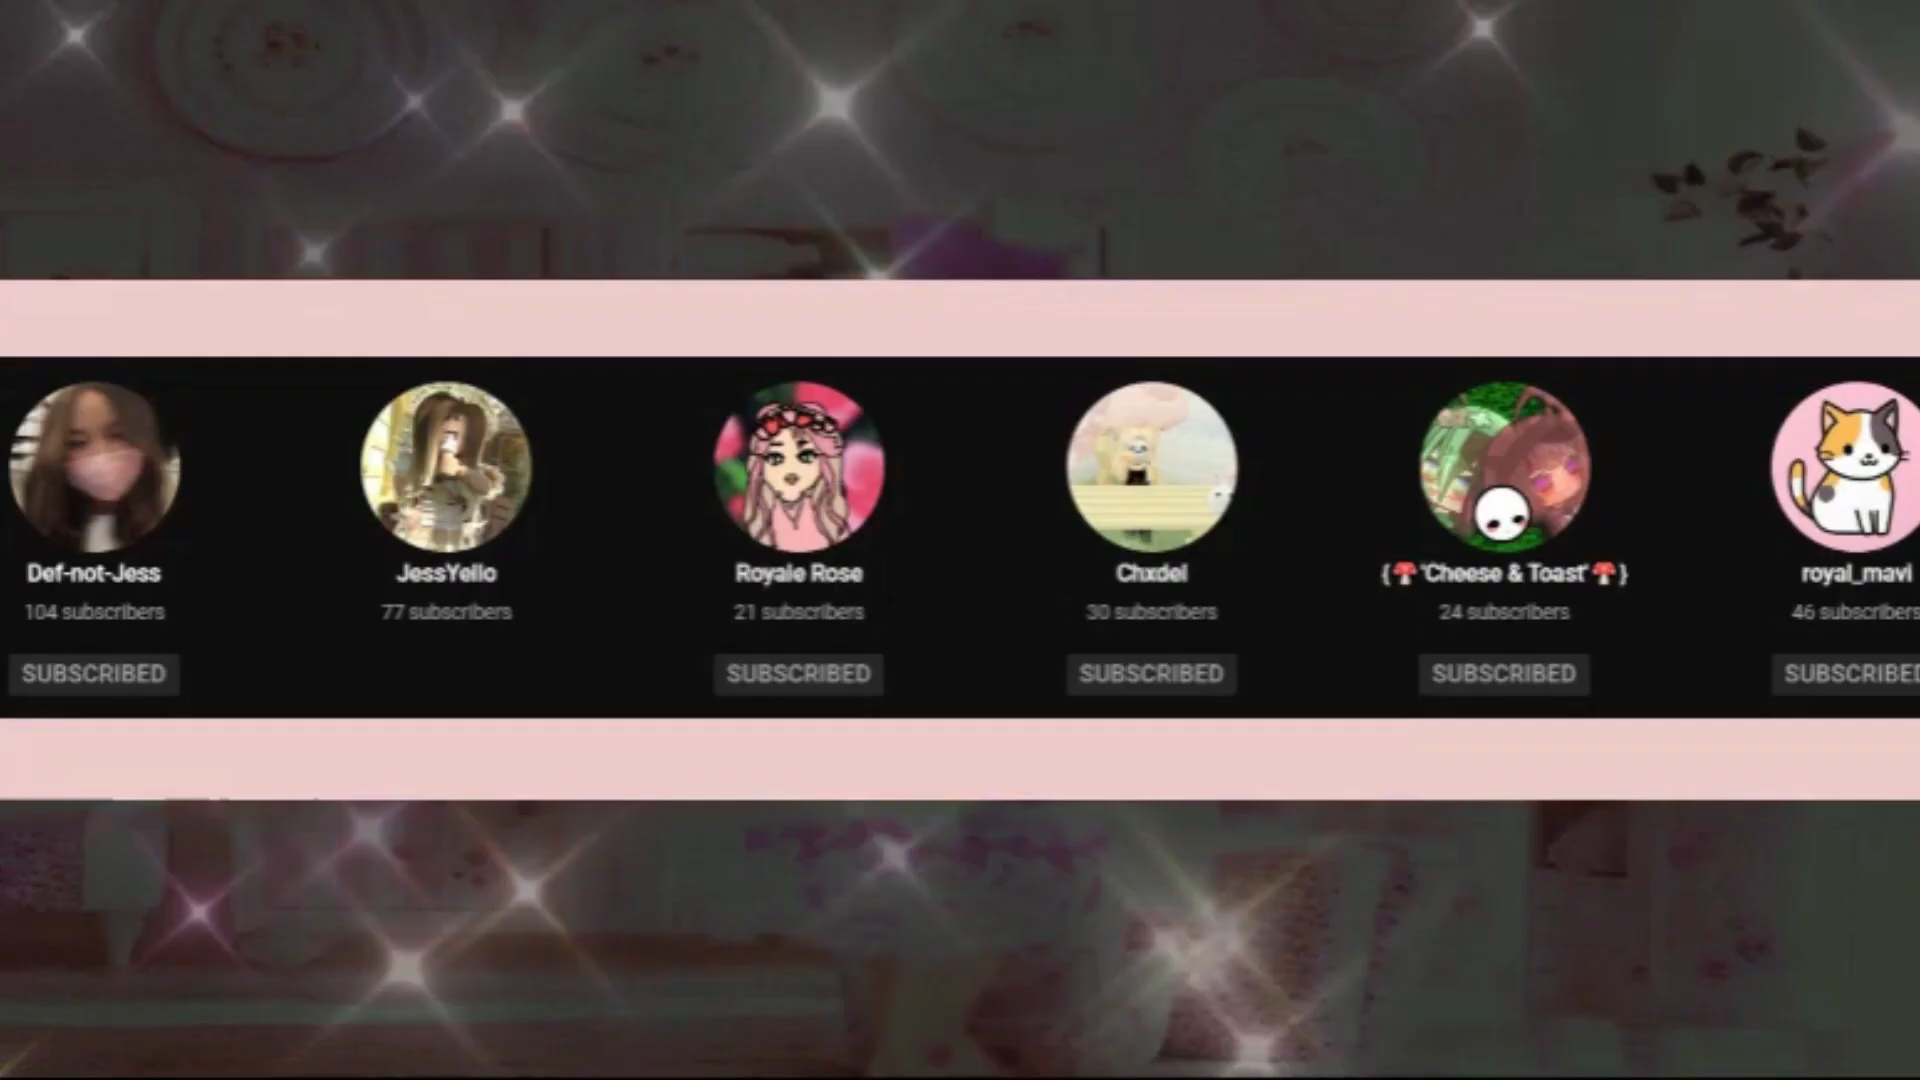 Def-not-Jess
104 subscribers
SUBSCRIBED
JessYello
77 subscribers
Royale Rose
21 subscribers
SUBSCRIBED
Chxdel
30 subscribers
SUBSCRIBED
{🍄'Cheese & Toast'🍄}
24 subscribers
SUBSCRIBED
royal_mavi
46 subscribers
SUBSCRIBED